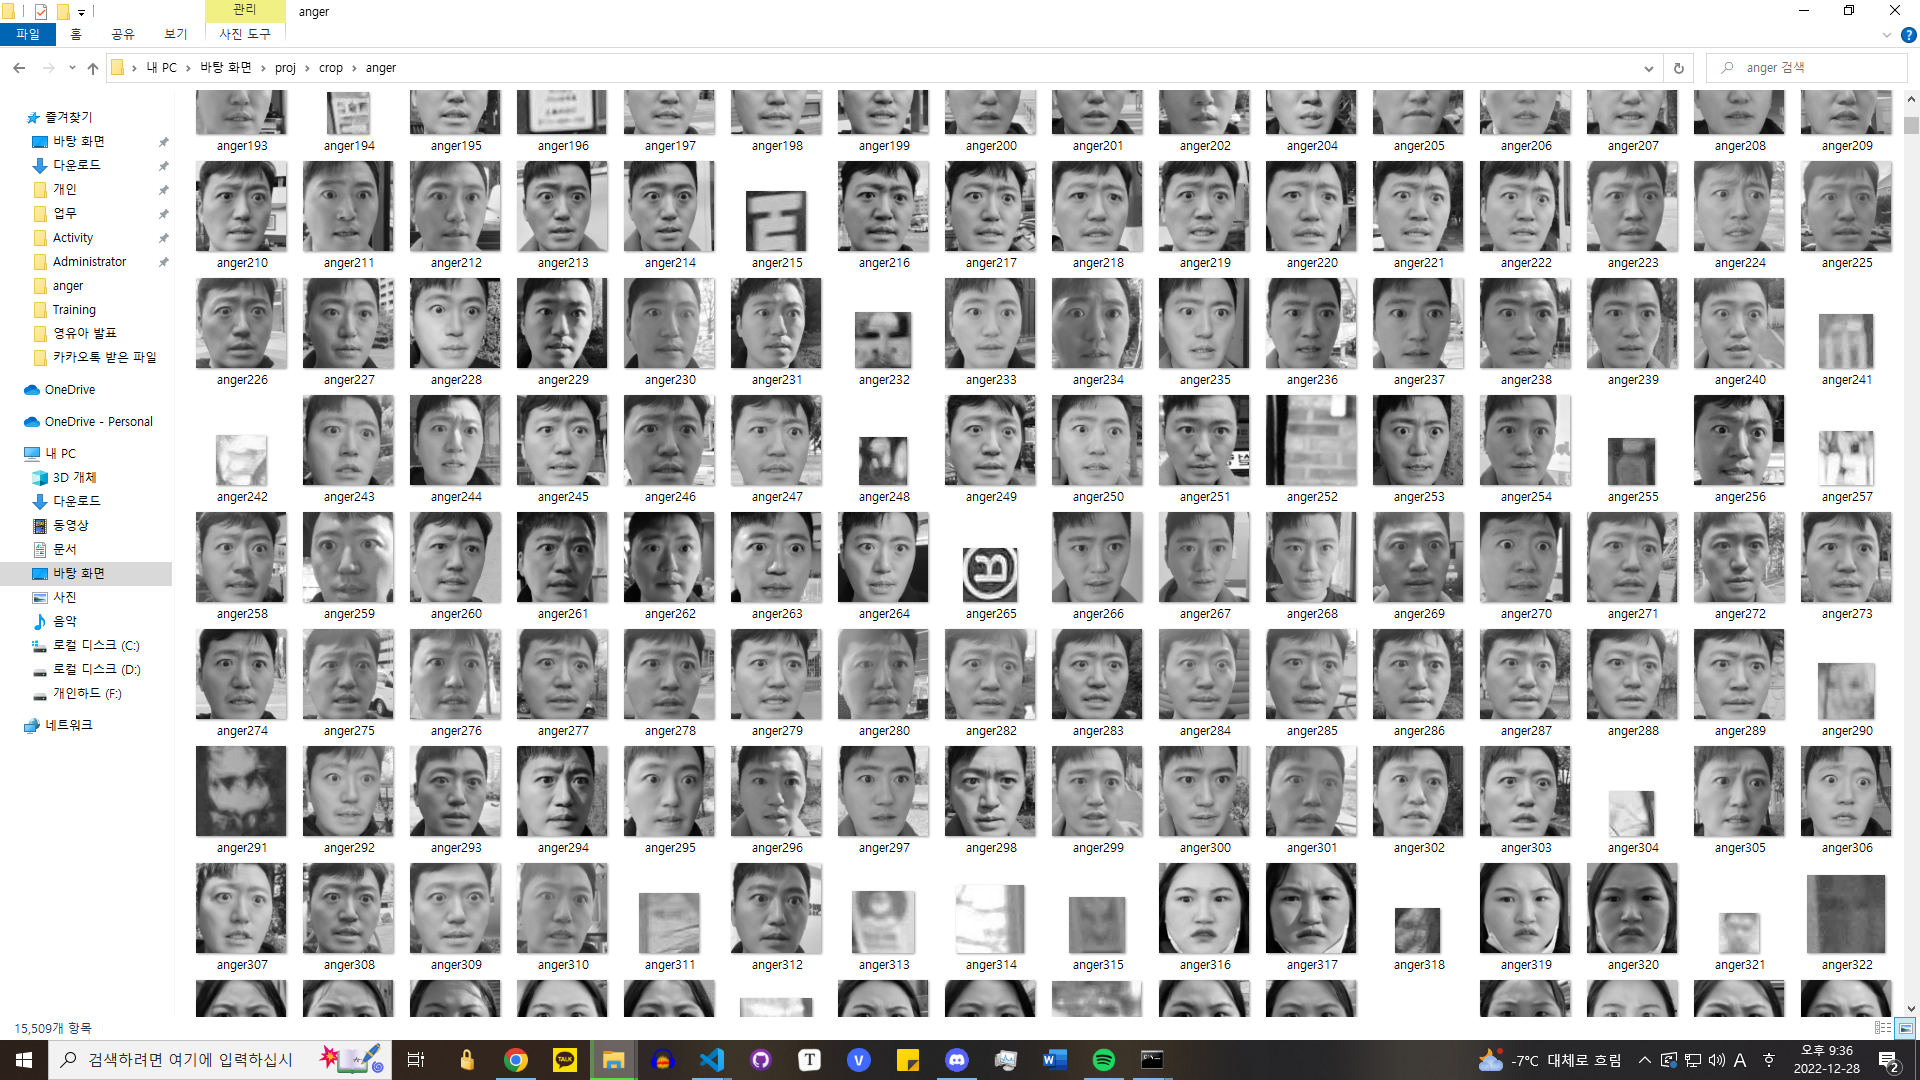 관리
anger
파일
홈
공유
보기
사진 도구
내 PC
바탕 화면
proj
crop
anger
anger 검색
즐겨찾기
바탕 화면
다운로드
개인
업무
Activity
Administrator
anger
Training
영유아 발표
카카오톡 받은 파일
OneDrive
OneDrive - Personal
내 PC
3D 개체
다운로드
동영상
문서
바탕 화면
사진
음악
로컬 디스크 (C:)
로컬 디스크 (D:)
개인하드 (F:)
네트워크
anger193 anger194 anger195 anger196 anger197 anger198 anger199 anger200 anger201 anger202 anger204 anger205 anger206 anger207 anger208 anger209
anger210 anger211 anger212 anger213 anger214 anger215 anger216 anger217 anger218 anger219 anger220 anger221 anger222 anger223 anger224 anger225
anger226 anger227 anger228 anger229 anger230 anger231 anger232 anger233 anger234 anger235 anger236 anger237 anger238 anger239 anger240 anger241
anger242 anger243 anger244 anger245 anger246 anger247 anger248 anger249 anger250 anger251 anger252 anger253 anger254 anger255 anger256 anger257
anger258 anger259 anger260 anger261 anger262 anger263 anger264 anger265 anger266 anger267 anger268 anger269 anger270 anger271 anger272 anger273
anger274 anger275 anger276 anger277 anger278 anger279 anger280 anger282 anger283 anger284 anger285 anger286 anger287 anger288 anger289 anger290
anger291 anger292 anger293 anger294 anger295 anger296 anger297 anger298 anger299 anger300 anger301 anger302 anger303 anger304 anger305 anger306
anger307 anger308 anger309 anger310 anger311 anger312 anger313 anger314 anger315 anger316 anger317 anger318 anger319 anger320 anger321 anger322
15,509개 항목
검색하려면 여기에 입력하십시
TALK
T
V
W
-7°C 대체로 흐림
A
오후 9:36
2022-12-28
2